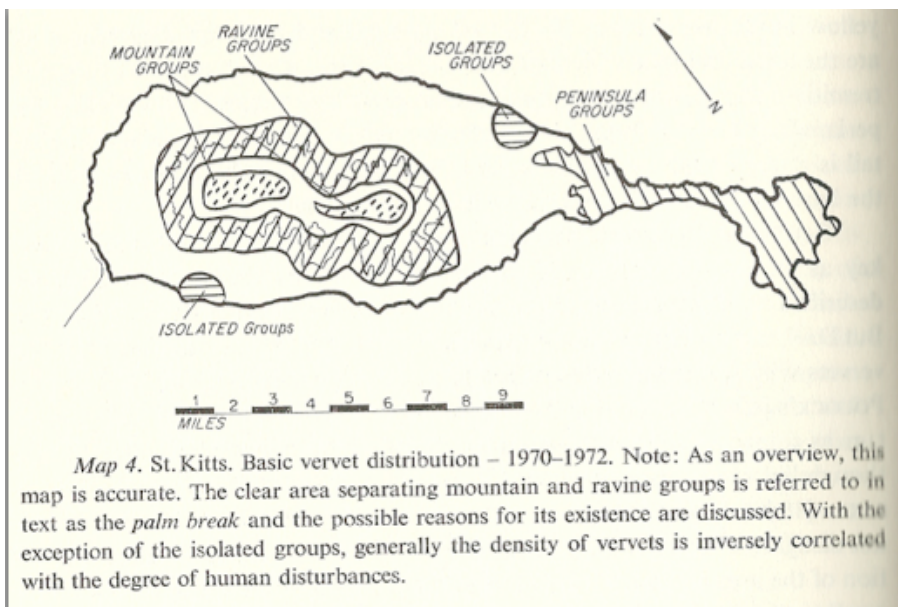 RAVINE
GROUPS
MOUNTAIN
GROUPS
ISOLATED
GROUPS
PENINSULA
GROUPS
N
ISOLATED Groups
1 2 3 4 5 6 7 8 9
MILES
Map 4. St. Kitts. Basic vervet distribution – 1970–1972. Note: As an overview, this
map is accurate. The clear area separating mountain and ravine groups is referred to in
text as the palm break and the possible reasons for its existence are discussed. With the
exception of the isolated groups, generally the density of vervets is inversely correlated
with the degree of human disturbances.